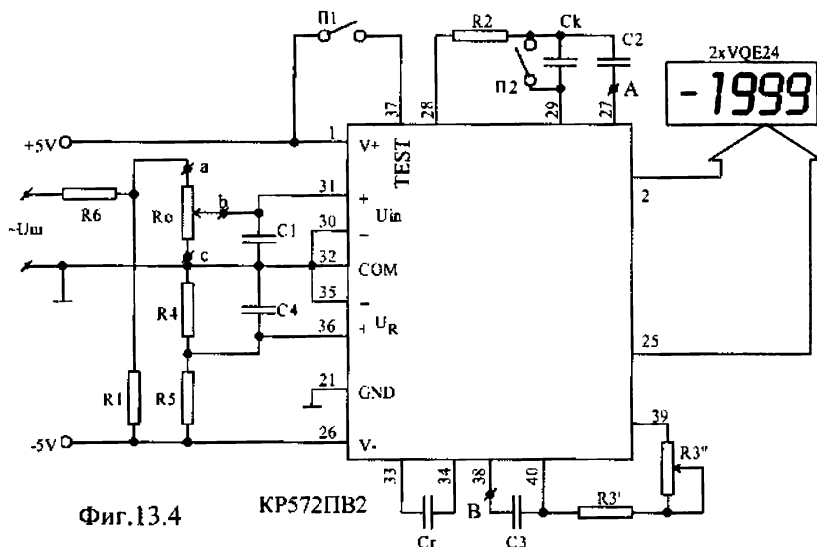 П1
R2
Ck
C2
П2
A
2xVQE24
-1999
37
28
29
27
+5V
1
V+
TEST
a
31
+
2
R6
Ro
b
Uin
~Uш
C1
30
-
c
32
COM
35
-
R4
C4
36
+
U_R
25
R1
R5
21
GND
39
-5V
26
V-
R3"
33
34
38
40
B
R3'
Фиг.13.4
КР572ПВ2
Cr
C3